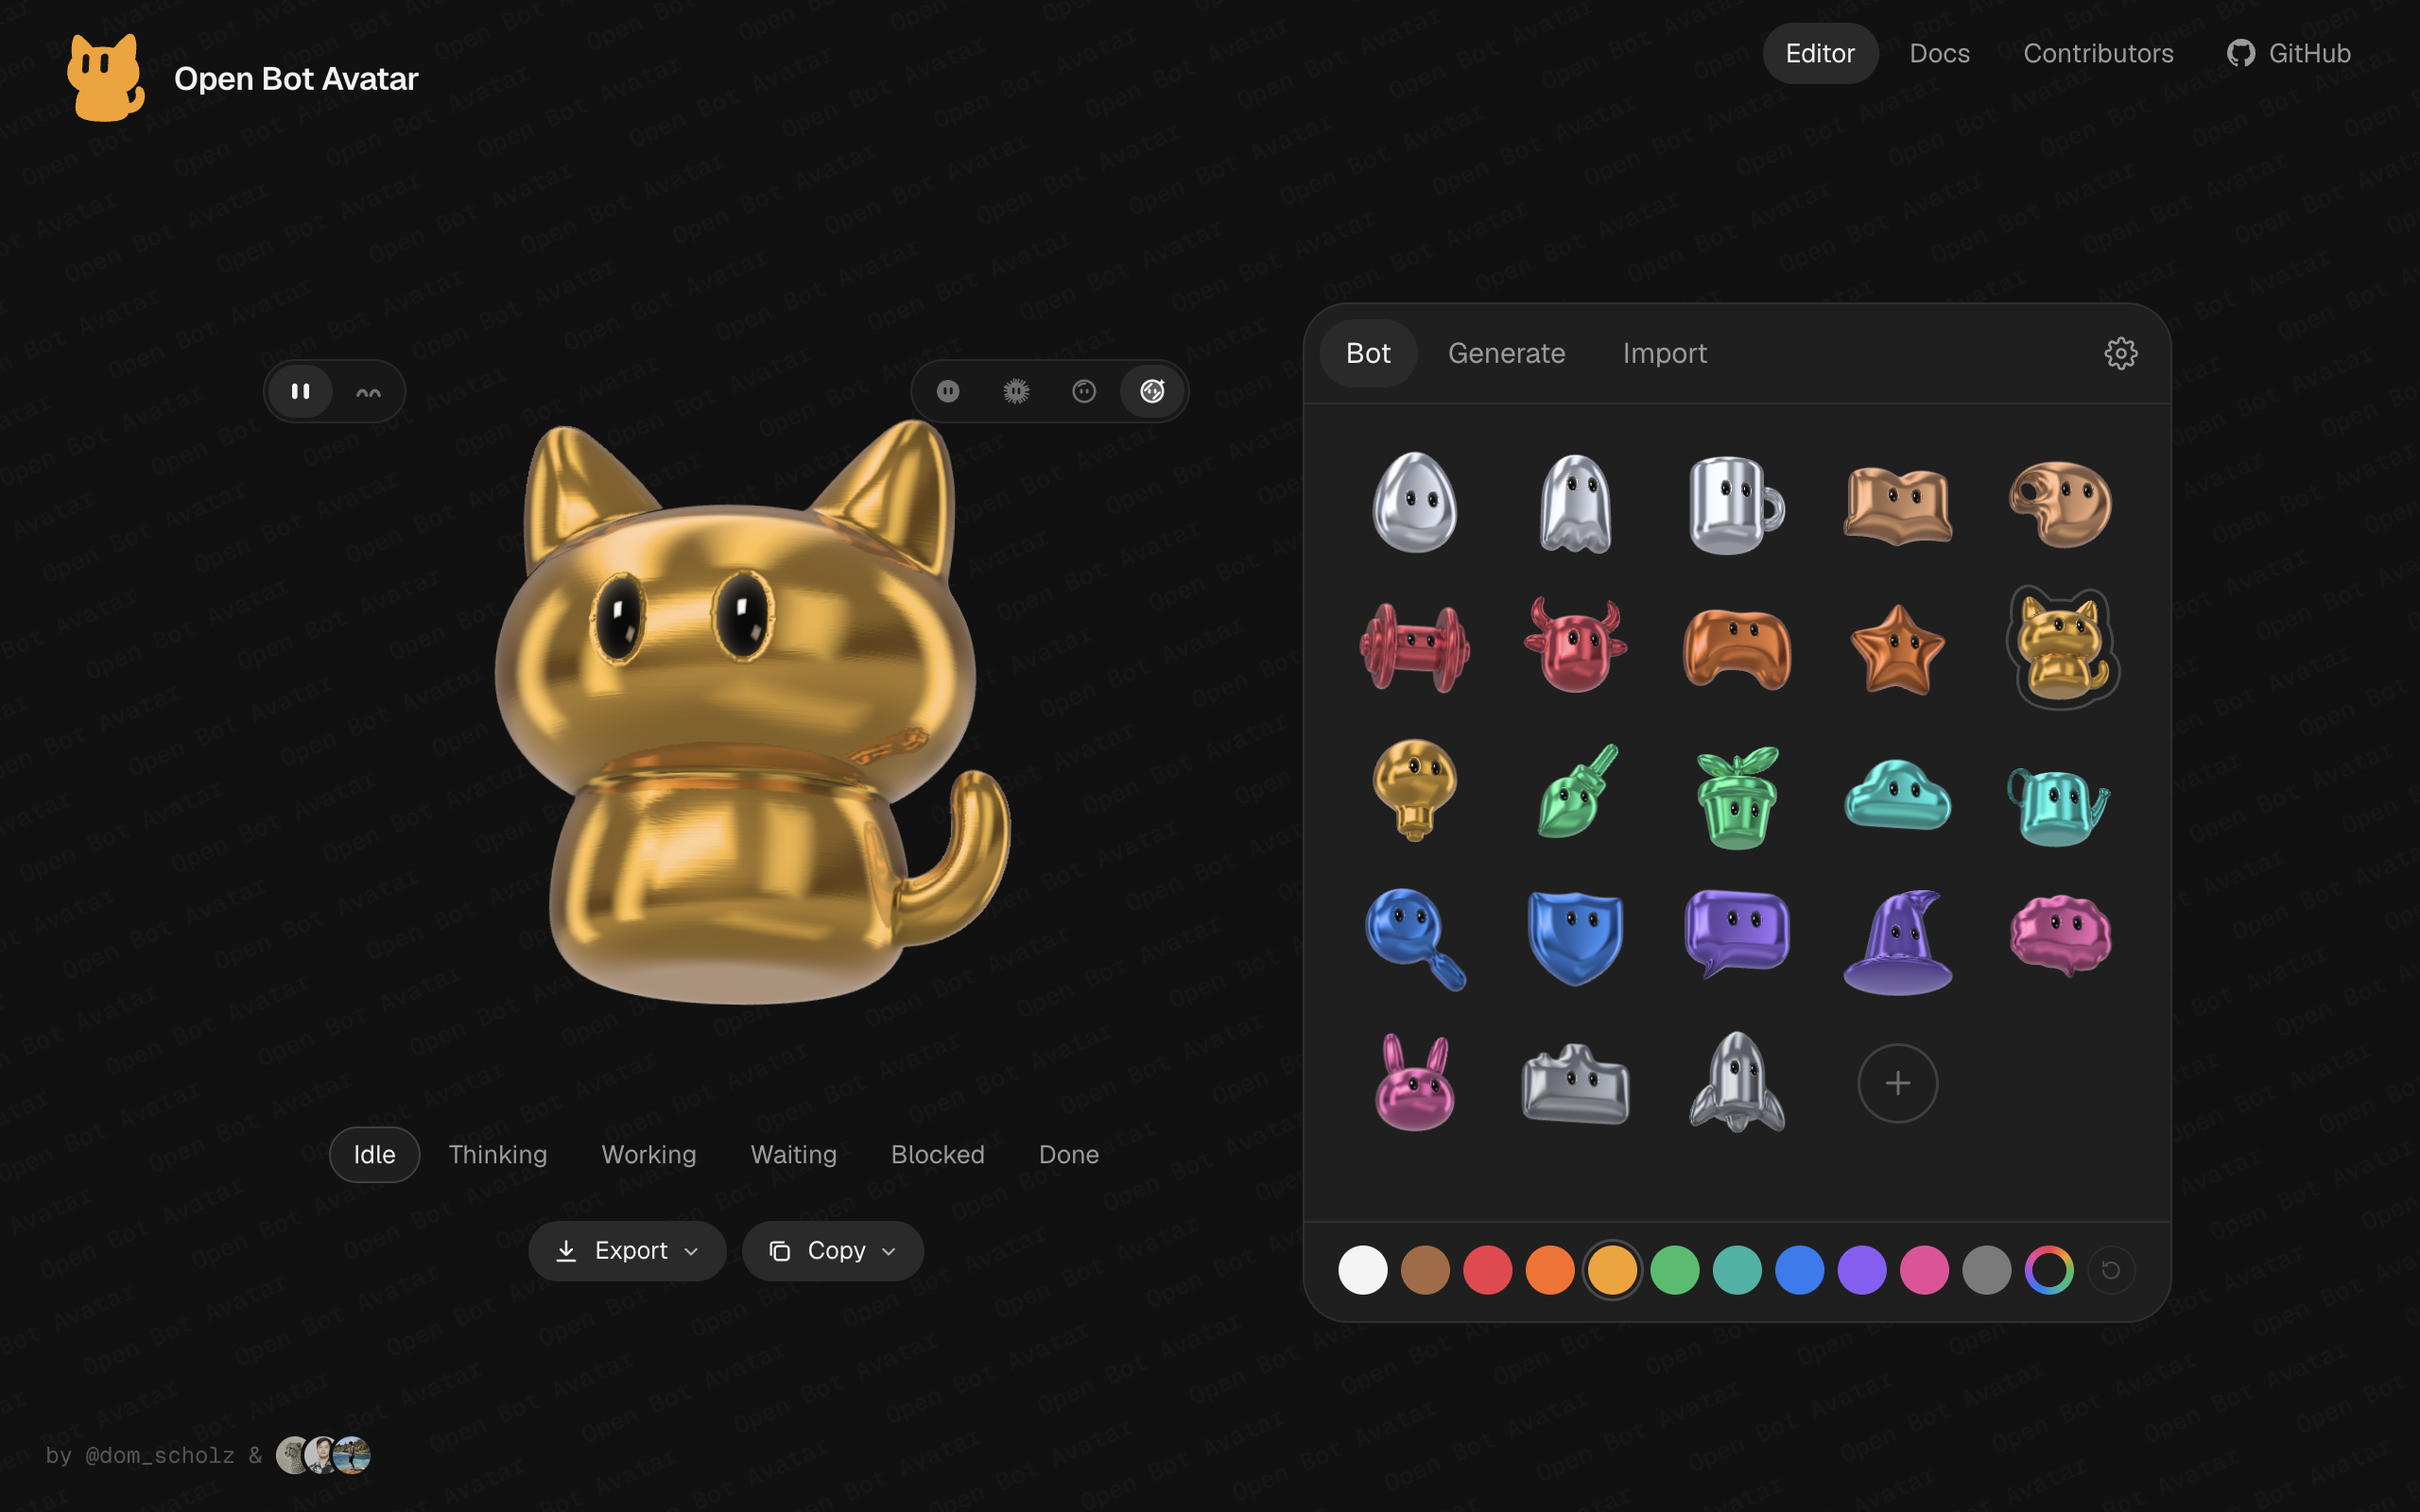 Open Bot Avatar
Editor
Docs
Contributors
GitHub
Bot
Generate
Import
Idle
Thinking
Working
Waiting
Blocked
Done
Export
Copy
by @dom_scholz &